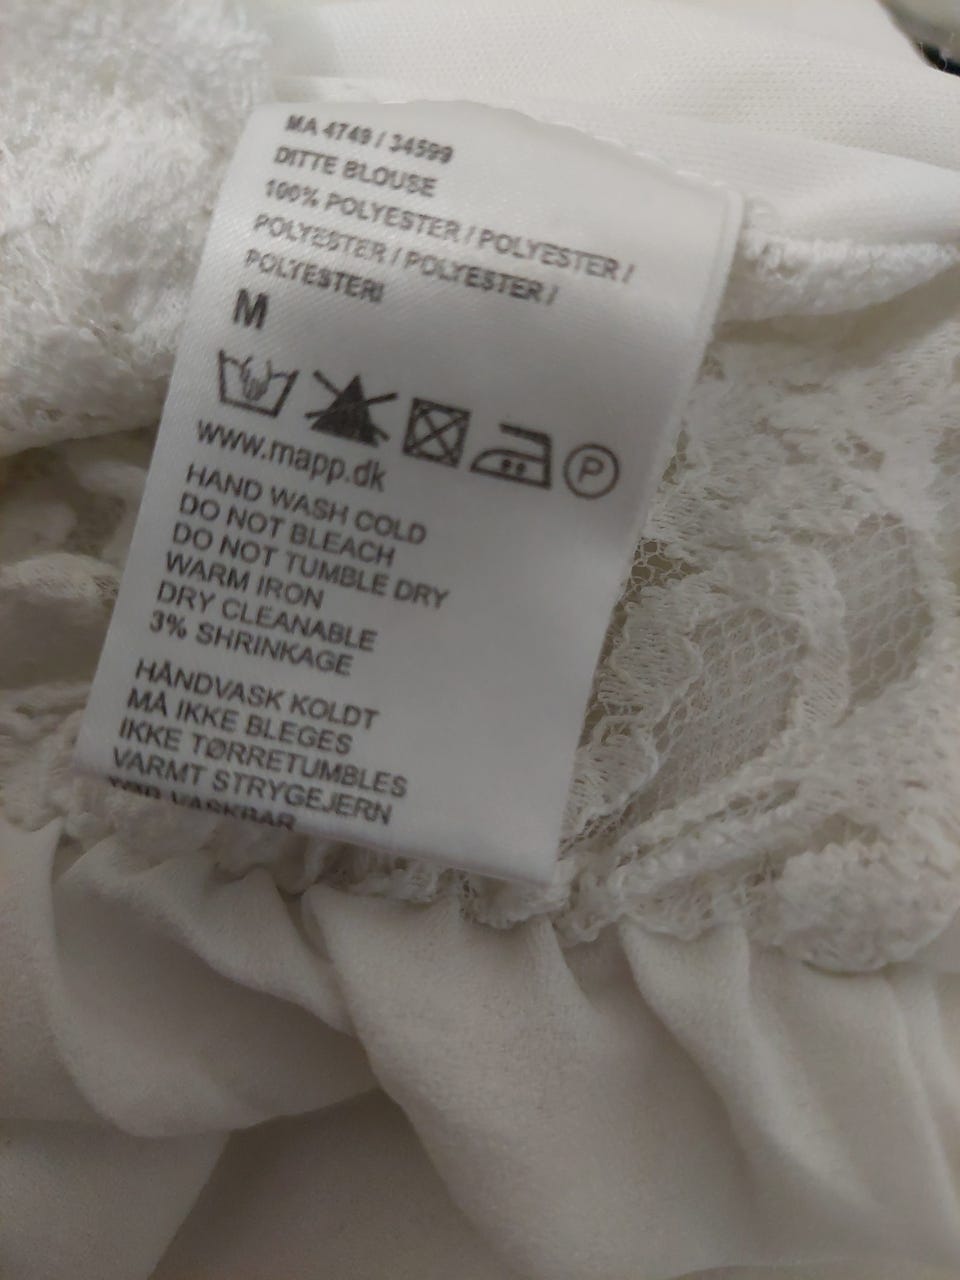 MA 4749 / 34599
DITTE BLOUSE
100% POLYESTER / POLYESTER /
POLYESTER / POLYESTER /
POLYESTERI
M
P
www.mapp.dk
HAND WASH COLD
DO NOT BLEACH
DO NOT TUMBLE DRY
WARM IRON
DRY CLEANABLE
3% SHRINKAGE
HÅNDVASK KOLDT
MÅ IKKE BLEGES
IKKE TØRRETUMBLES
VARMT STRYGEJERN
VASKBAR